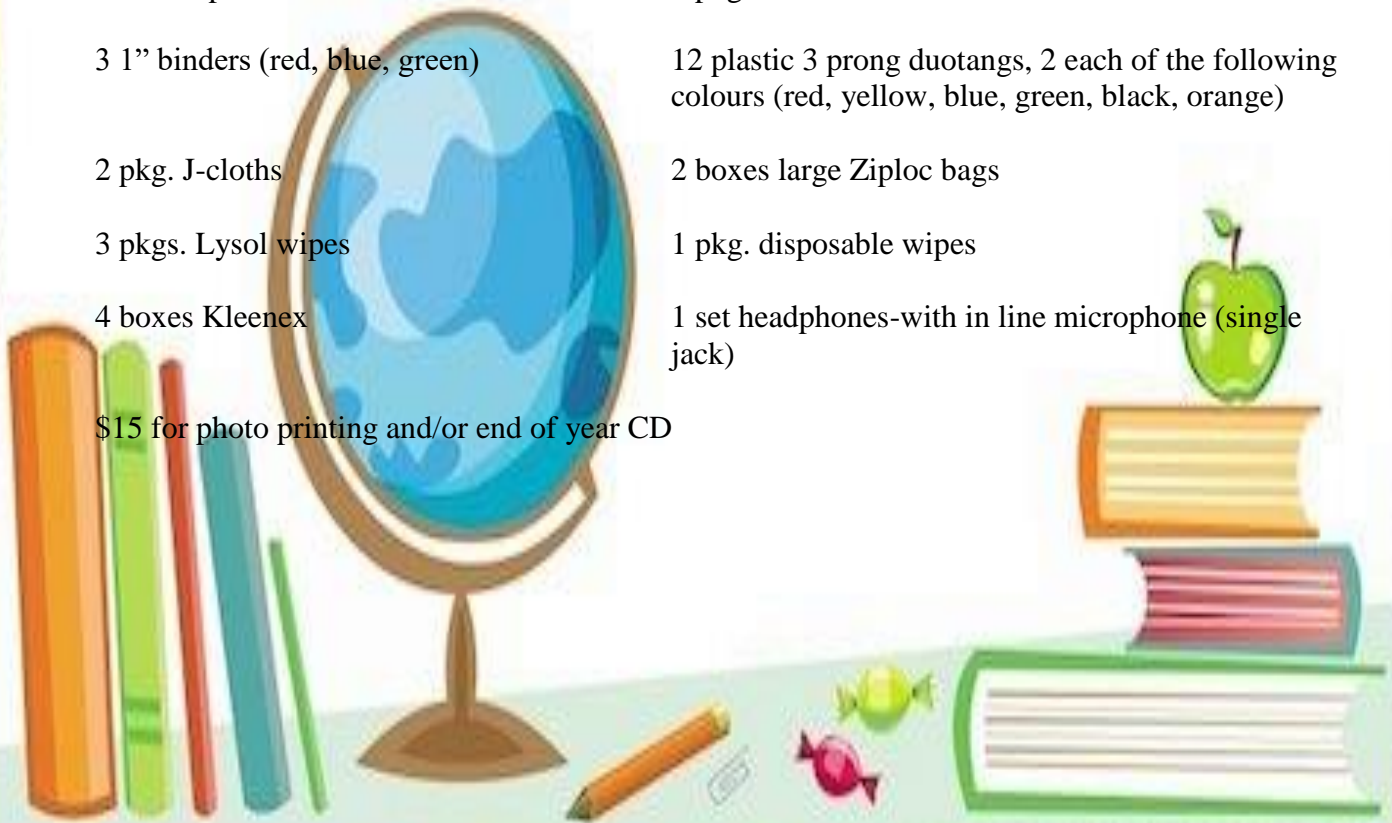 3 1” binders (red, blue, green)
12 plastic 3 prong duotangs, 2 each of the following
colours (red, yellow, blue, green, black, orange)
2 pkg. J-cloths
2 boxes large Ziploc bags
3 pkgs. Lysol wipes
1 pkg. disposable wipes
4 boxes Kleenex
1 set headphones-with in line microphone (single
jack)
$15 for photo printing and/or end of year CD